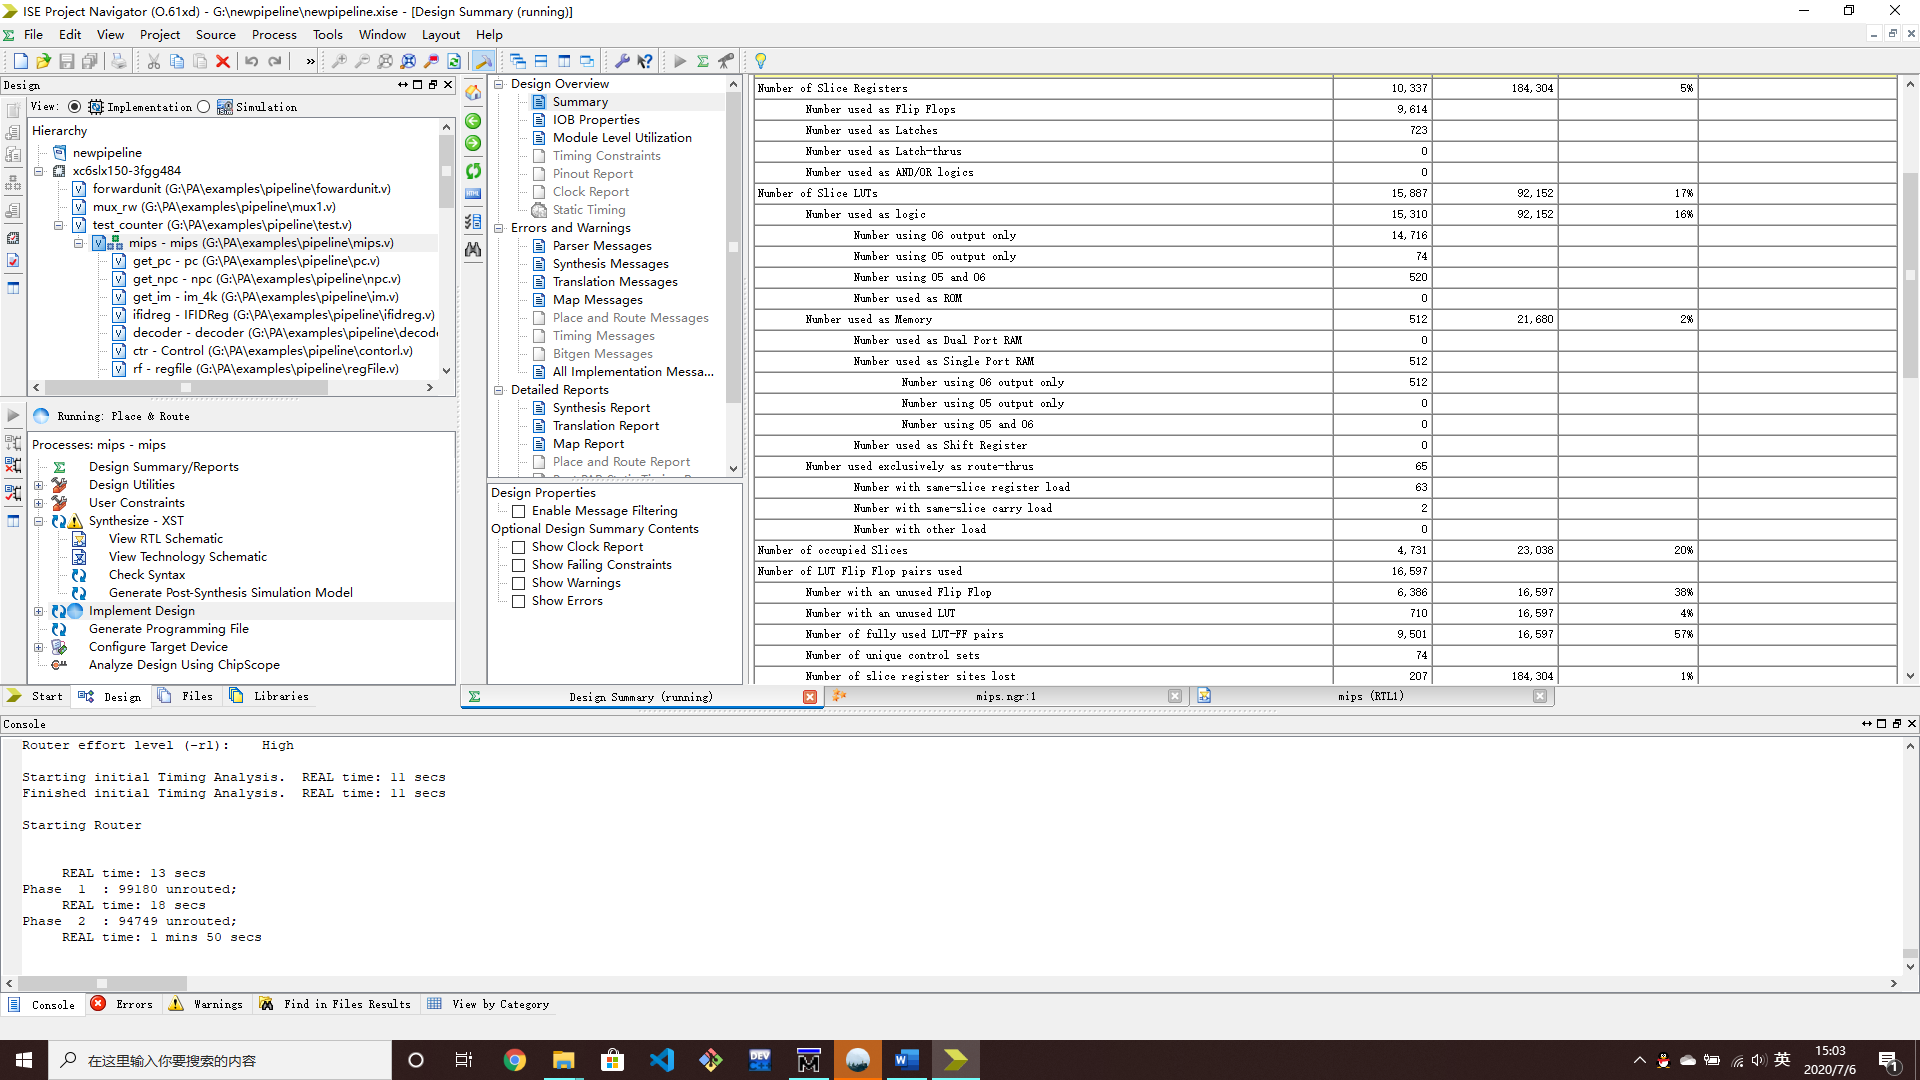 ISE Project Navigator (O.61xd) - G:\newpipeline\newpipeline.xise - [Design Summary (running)]
File Edit View Project Source Process Tools Window Layout Help
Design
View: Implementation Simulation
Hierarchy
newpipeline
xc6slx150-3fgg484
forwardunit (G:\PA\examples\pipeline\fowardunit.v)
mux_rw (G:\PA\examples\pipeline\mux1.v)
test_counter (G:\PA\examples\pipeline\test.v)
mips - mips (G:\PA\examples\pipeline\mips.v)
get_pc - pc (G:\PA\examples\pipeline\pc.v)
get_npc - npc (G:\PA\examples\pipeline\npc.v)
get_im - im_4k (G:\PA\examples\pipeline\im.v)
ifidreg - IFIDReg (G:\PA\examples\pipeline\ifidreg.v)
decoder - decoder (G:\PA\examples\pipeline\decode
ctr - Control (G:\PA\examples\pipeline\contorl.v)
rf - regfile (G:\PA\examples\pipeline\regFile.v)
Running: Place & Route
Processes: mips - mips
Design Summary/Reports
Design Utilities
User Constraints
Synthesize - XST
View RTL Schematic
View Technology Schematic
Check Syntax
Generate Post-Synthesis Simulation Model
Implement Design
Generate Programming File
Configure Target Device
Analyze Design Using ChipScope
Start Design Files Libraries
Design Overview
Summary
IOB Properties
Module Level Utilization
Timing Constraints
Pinout Report
Clock Report
Static Timing
Errors and Warnings
Parser Messages
Synthesis Messages
Translation Messages
Map Messages
Place and Route Messages
Timing Messages
Bitgen Messages
All Implementation Messa...
Detailed Reports
Synthesis Report
Translation Report
Map Report
Place and Route Report
Design Properties
Enable Message Filtering
Optional Design Summary Contents
Show Clock Report
Show Failing Constraints
Show Warnings
Show Errors
Number of Slice Registers 10,337 184,304 5%
Number used as Flip Flops 9,614
Number used as Latches 723
Number used as Latch-thrus 0
Number used as AND/OR logics 0
Number of Slice LUTs 15,887 92,152 17%
Number used as logic 15,310 92,152 16%
Number using O6 output only 14,716
Number using O5 output only 74
Number using O5 and O6 520
Number used as ROM 0
Number used as Memory 512 21,680 2%
Number used as Dual Port RAM 0
Number used as Single Port RAM 512
Number using O6 output only 512
Number using O5 output only 0
Number using O5 and O6 0
Number used as Shift Register 0
Number used exclusively as route-thrus 65
Number with same-slice register load 63
Number with same-slice carry load 2
Number with other load 0
Number of occupied Slices 4,731 23,038 20%
Number of LUT Flip Flop pairs used 16,597
Number with an unused Flip Flop 6,386 16,597 38%
Number with an unused LUT 710 16,597 4%
Number of fully used LUT-FF pairs 9,501 16,597 57%
Number of unique control sets 74
Number of slice register sites lost 207 184,304 1%
Design Summary (running) mips.ngr:1 mips (RTL1)
Console
Router effort level (-rl): High
Starting initial Timing Analysis. REAL time: 11 secs
Finished initial Timing Analysis. REAL time: 11 secs
Starting Router
REAL time: 13 secs
Phase 1 : 99180 unrouted;
REAL time: 18 secs
Phase 2 : 94749 unrouted;
REAL time: 1 mins 50 secs
Console Errors Warnings Find in Files Results View by Category
在这里输入你要搜索的内容
DEV
英
15:03
2020/7/6
1